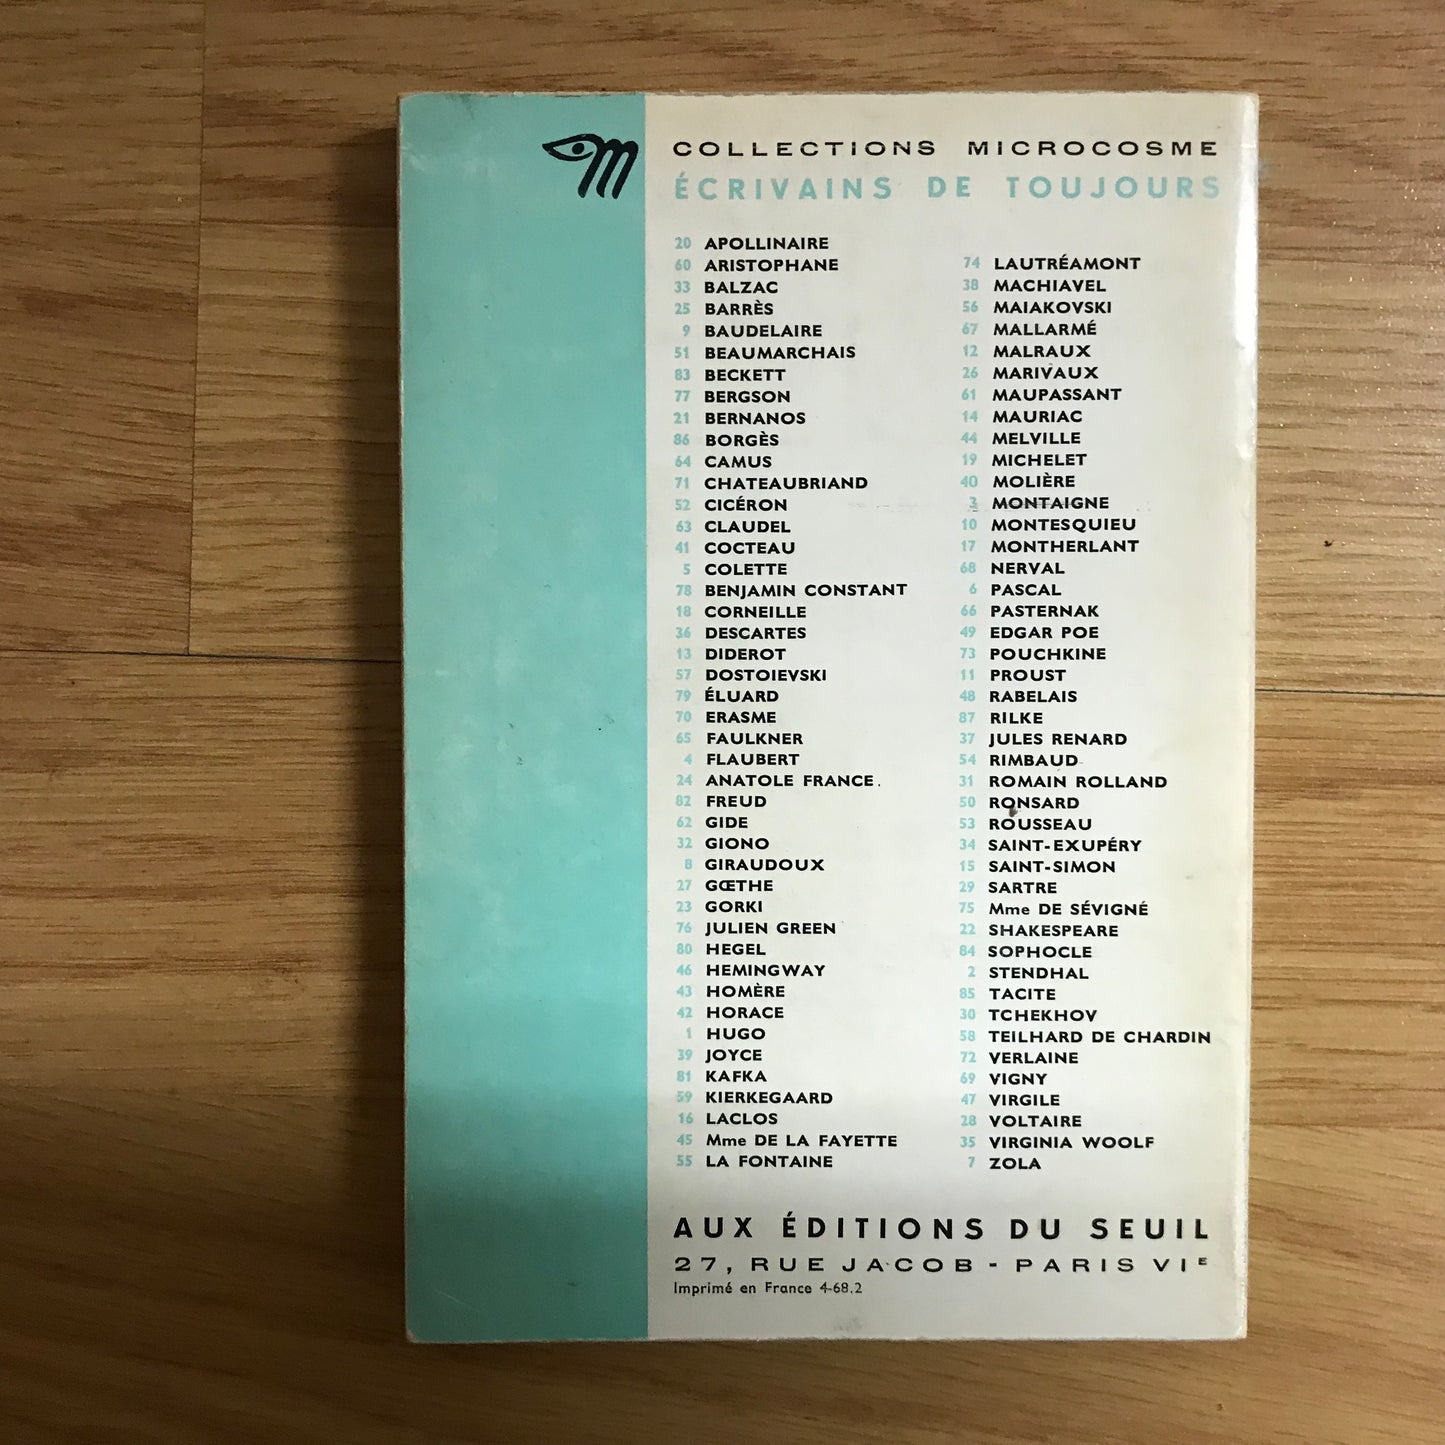 COLLECTIONS MICROCOSME
ÉCRIVAINS DE TOUJOURS
20 APOLLINAIRE
60 ARISTOPHANE
33 BALZAC
25 BARRÈS
9 BAUDELAIRE
51 BEAUMARCHAIS
83 BECKETT
77 BERGSON
21 BERNANOS
86 BORGÈS
64 CAMUS
71 CHATEAUBRIAND
52 CICÉRON
63 CLAUDEL
41 COCTEAU
5 COLETTE
78 BENJAMIN CONSTANT
18 CORNEILLE
36 DESCARTES
13 DIDEROT
57 DOSTOIEVSKI
79 ÉLUARD
70 ERASME
65 FAULKNER
4 FLAUBERT
24 ANATOLE FRANCE.
82 FREUD
62 GIDE
32 GIONO
8 GIRAUDOUX
27 GŒTHE
23 GORKI
76 JULIEN GREEN
80 HEGEL
46 HEMINGWAY
43 HOMÈRE
42 HORACE
1 HUGO
39 JOYCE
81 KAFKA
59 KIERKEGAARD
16 LACLOS
45 Mme DE LA FAYETTE
55 LA FONTAINE
74 LAUTRÉAMONT
38 MACHIAVEL
56 MAIAKOVSKI
67 MALLARMÉ
12 MALRAUX
26 MARIVAUX
61 MAUPASSANT
14 MAURIAC
44 MELVILLE
19 MICHELET
40 MOLIÈRE
3 MONTAIGNE
10 MONTESQUIEU
17 MONTHERLANT
68 NERVAL
6 PASCAL
66 PASTERNAK
49 EDGAR POE
73 POUCHKINE
11 PROUST
48 RABELAIS
87 RILKE
37 JULES RENARD
54 RIMBAUD
31 ROMAIN ROLLAND
50 RONSARD
53 ROUSSEAU
34 SAINT-EXUPÉRY
15 SAINT-SIMON
29 SARTRE
75 Mme DE SÉVIGNÉ
22 SHAKESPEARE
84 SOPHOCLE
2 STENDHAL
85 TACITE
30 TCHEKHOV
58 TEILHARD DE CHARDIN
72 VERLAINE
69 VIGNY
47 VIRGILE
28 VOLTAIRE
35 VIRGINIA WOOLF
7 ZOLA
AUX ÉDITIONS DU SEUIL
27, RUE JACOB - PARIS VIE
Imprimé en France 4-68.2